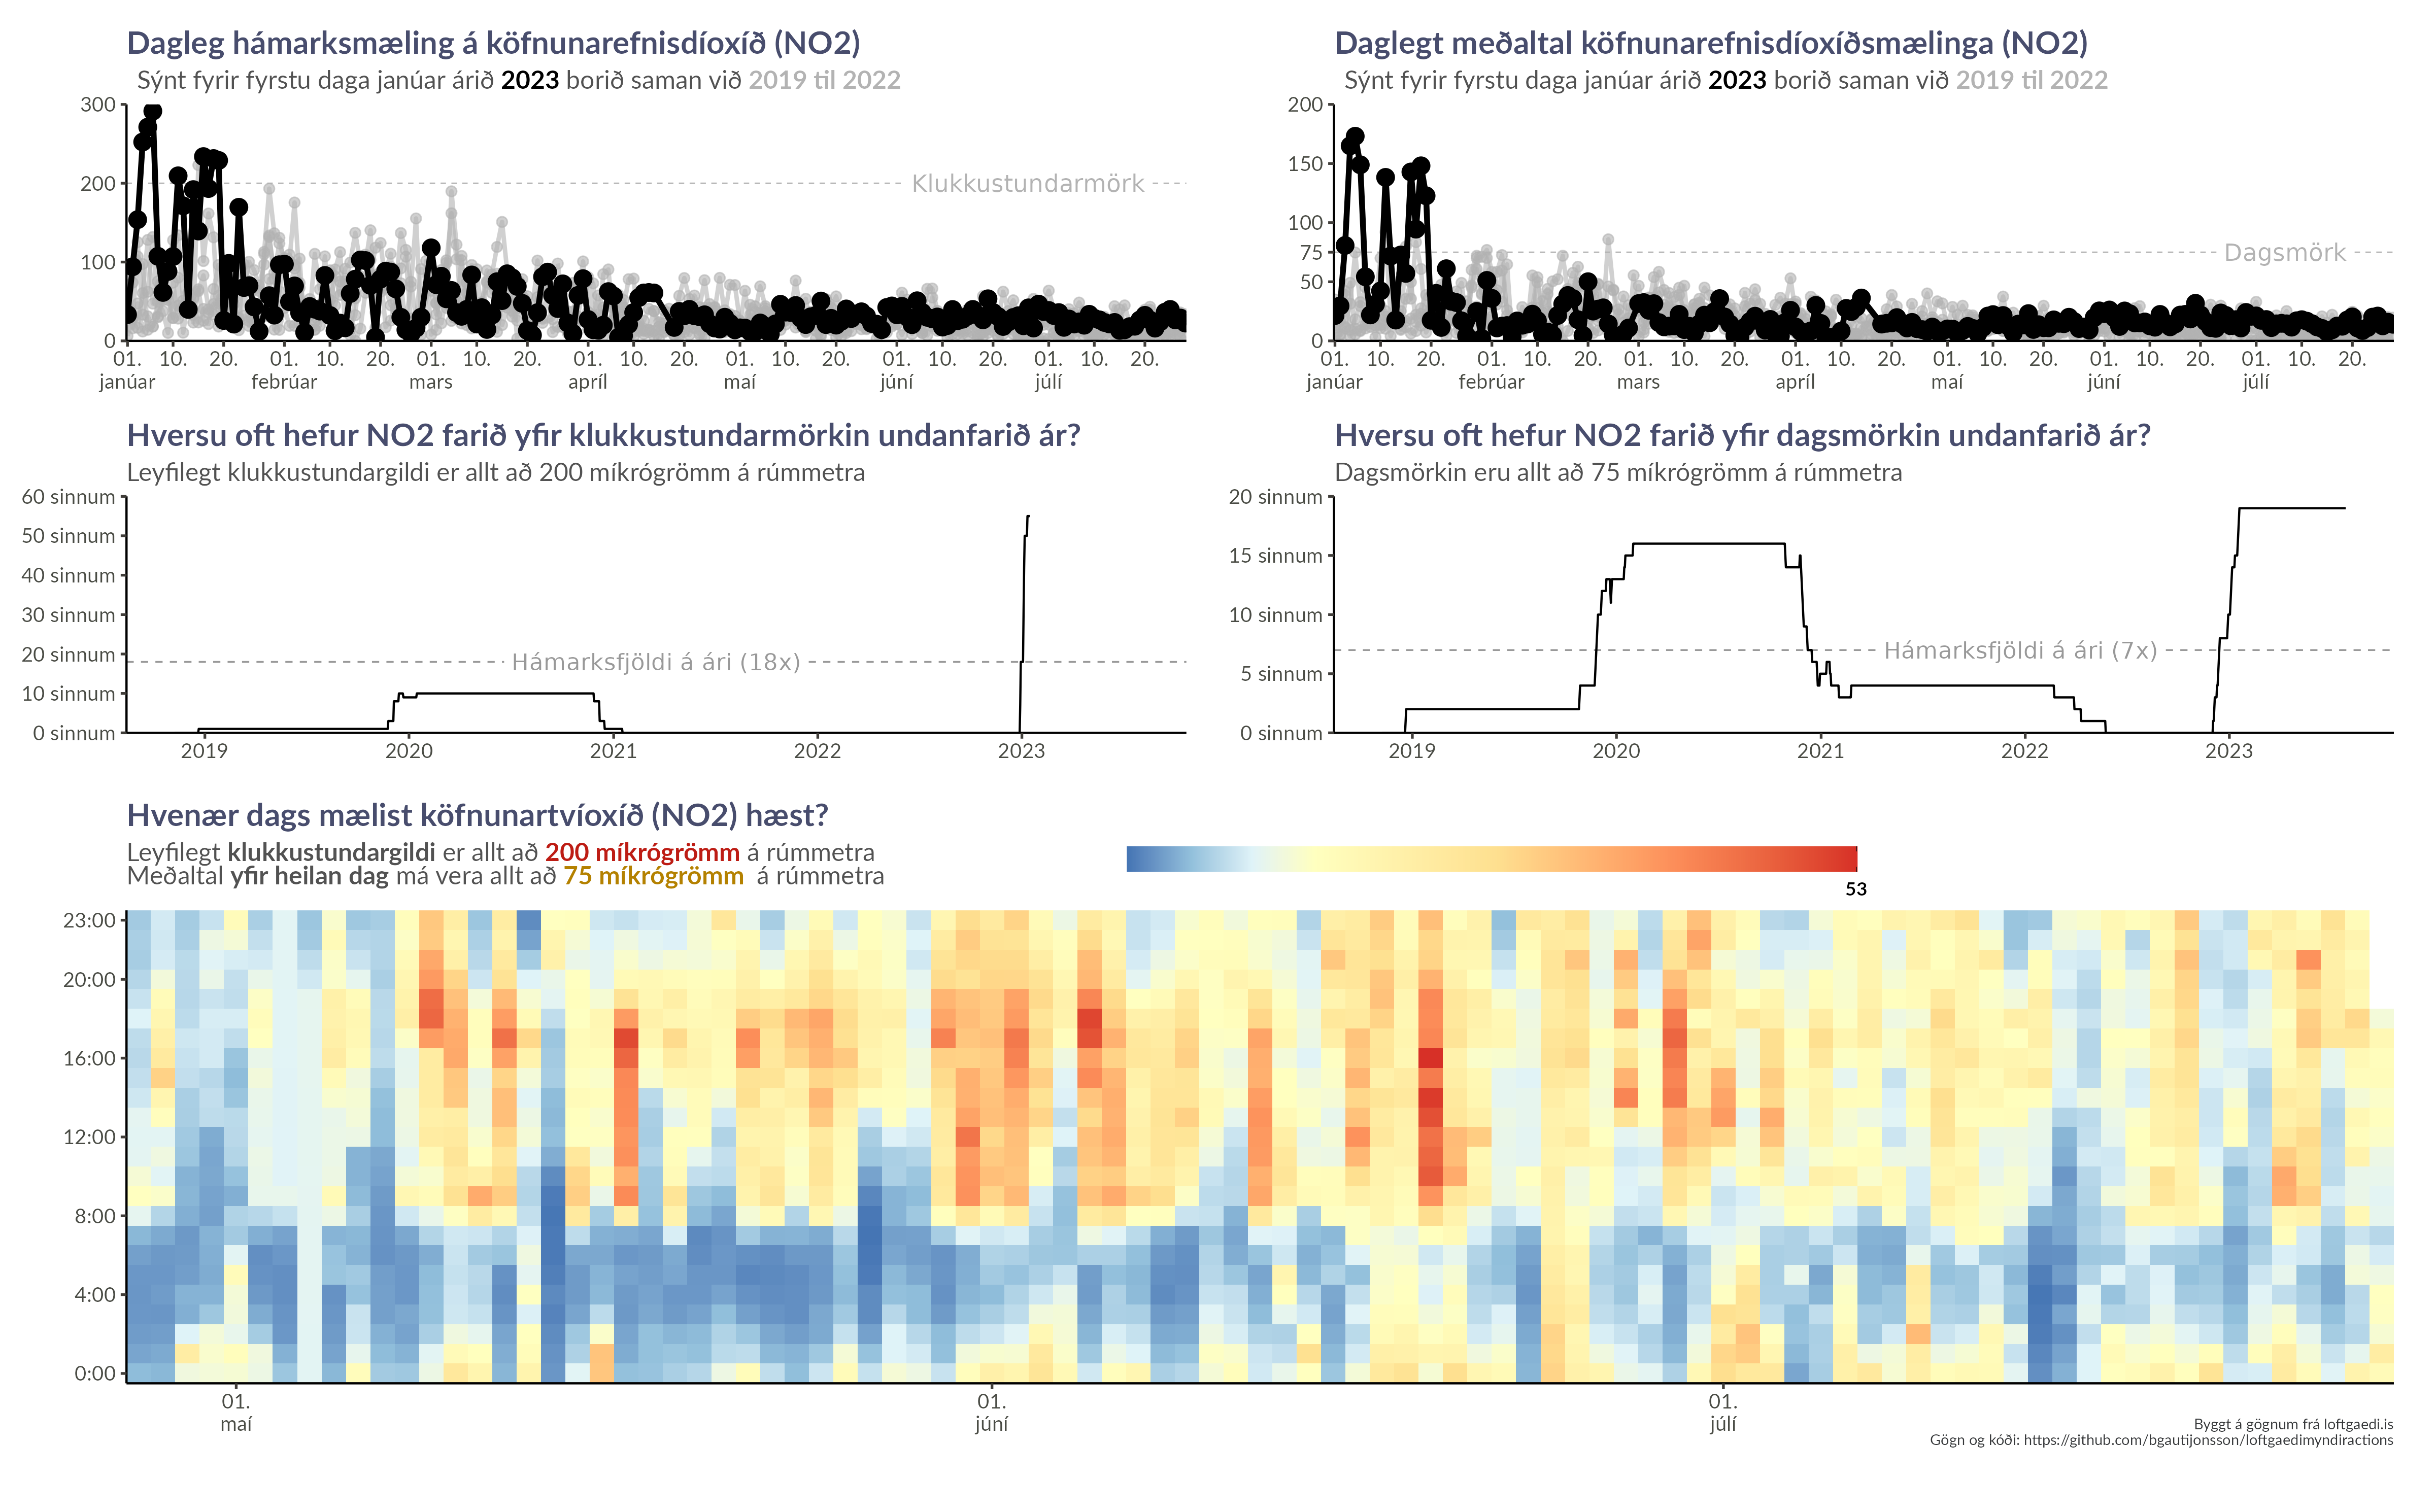 Dagleg hámarksmæling á köfnunarefnisdíoxíð (NO2)
Sýnt fyrir fyrstu daga janúar árið 2023 borið saman við 2019 til 2022
300
200
100
0
Klukkustundarmörk
01. 10. 20. 01. 10. 20. 01. 10. 20. 01. 10. 20. 01. 10. 20. 01. 10. 20. 01. 10. 20.
janúar febrúar mars apríl maí júní júlí
Daglegt meðaltal köfnunarefnisdíoxíðsmælinga (NO2)
Sýnt fyrir fyrstu daga janúar árið 2023 borið saman við 2019 til 2022
200
150
100
75
50
0
Dagsmörk
01. 10. 20. 01. 10. 20. 01. 10. 20. 01. 10. 20. 01. 10. 20. 01. 10. 20. 01. 10. 20.
janúar febrúar mars apríl maí júní júlí
Hversu oft hefur NO2 farið yfir klukkustundarmörkin undanfarið ár?
Leyfilegt klukkustundargildi er allt að 200 míkrógrömm á rúmmetra
60 sinnum
50 sinnum
40 sinnum
30 sinnum
20 sinnum
10 sinnum
0 sinnum
Hámarksfjöldi á ári (18x)
2019 2020 2021 2022 2023
Hversu oft hefur NO2 farið yfir dagsmörkin undanfarið ár?
Dagsmörkin eru allt að 75 míkrógrömm á rúmmetra
20 sinnum
15 sinnum
10 sinnum
5 sinnum
0 sinnum
Hámarksfjöldi á ári (7x)
2019 2020 2021 2022 2023
Hvenær dags mælist köfnunartvíoxíð (NO2) hæst?
Leyfilegt klukkustundargildi er allt að 200 míkrógrömm á rúmmetra
Meðaltal yfir heilan dag má vera allt að 75 míkrógrömm á rúmmetra
53
23:00
20:00
16:00
12:00
8:00
4:00
0:00
01. 01. 01.
maí júní júlí
Byggt á gögnum frá loftgaedi.is
Gögn og kóði: https://github.com/bgautijonsson/loftgaedimyndiractions